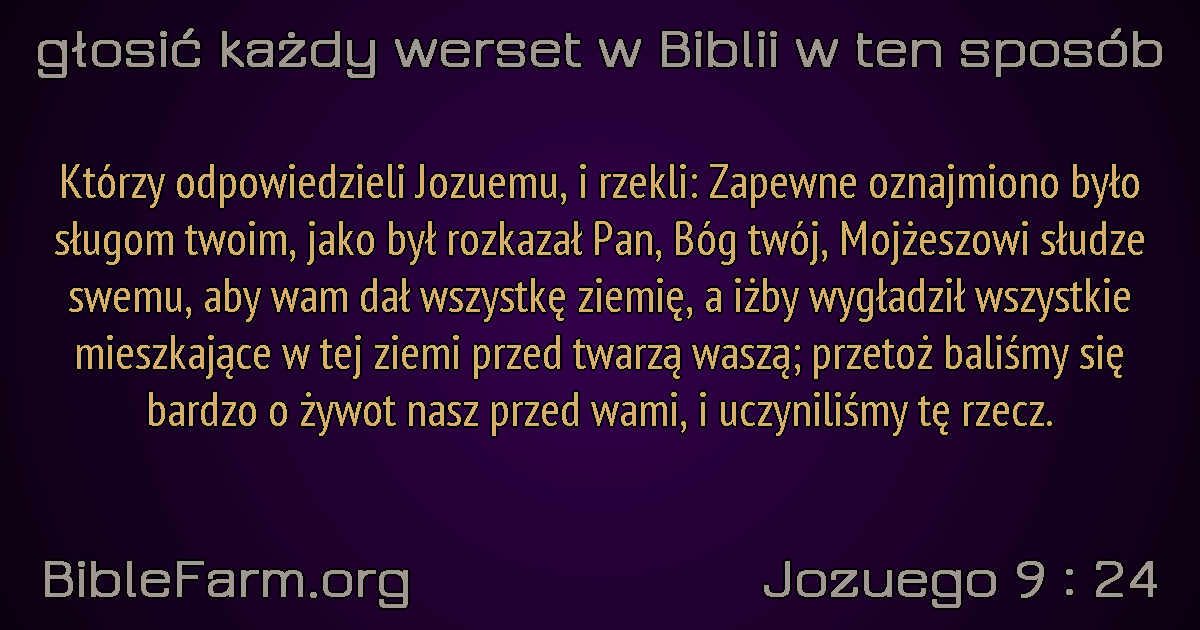 głosić każdy werset w Biblii w ten sposób
Którzy odpowiedzieli Jozuemu, i rzekli: Zapewne oznajmiono było
sługom twoim, jako był rozkazał Pan, Bóg twój, Mojżeszowi słudze
swemu, aby wam dał wszystkę ziemię, a iżby wygładził wszystkie
mieszkające w tej ziemi przed twarzą waszą; przetoż baliśmy się
bardzo o żywot nasz przed wami, i uczyniliśmy tę rzecz.
BibleFarm.org
Jozuego 9 : 24